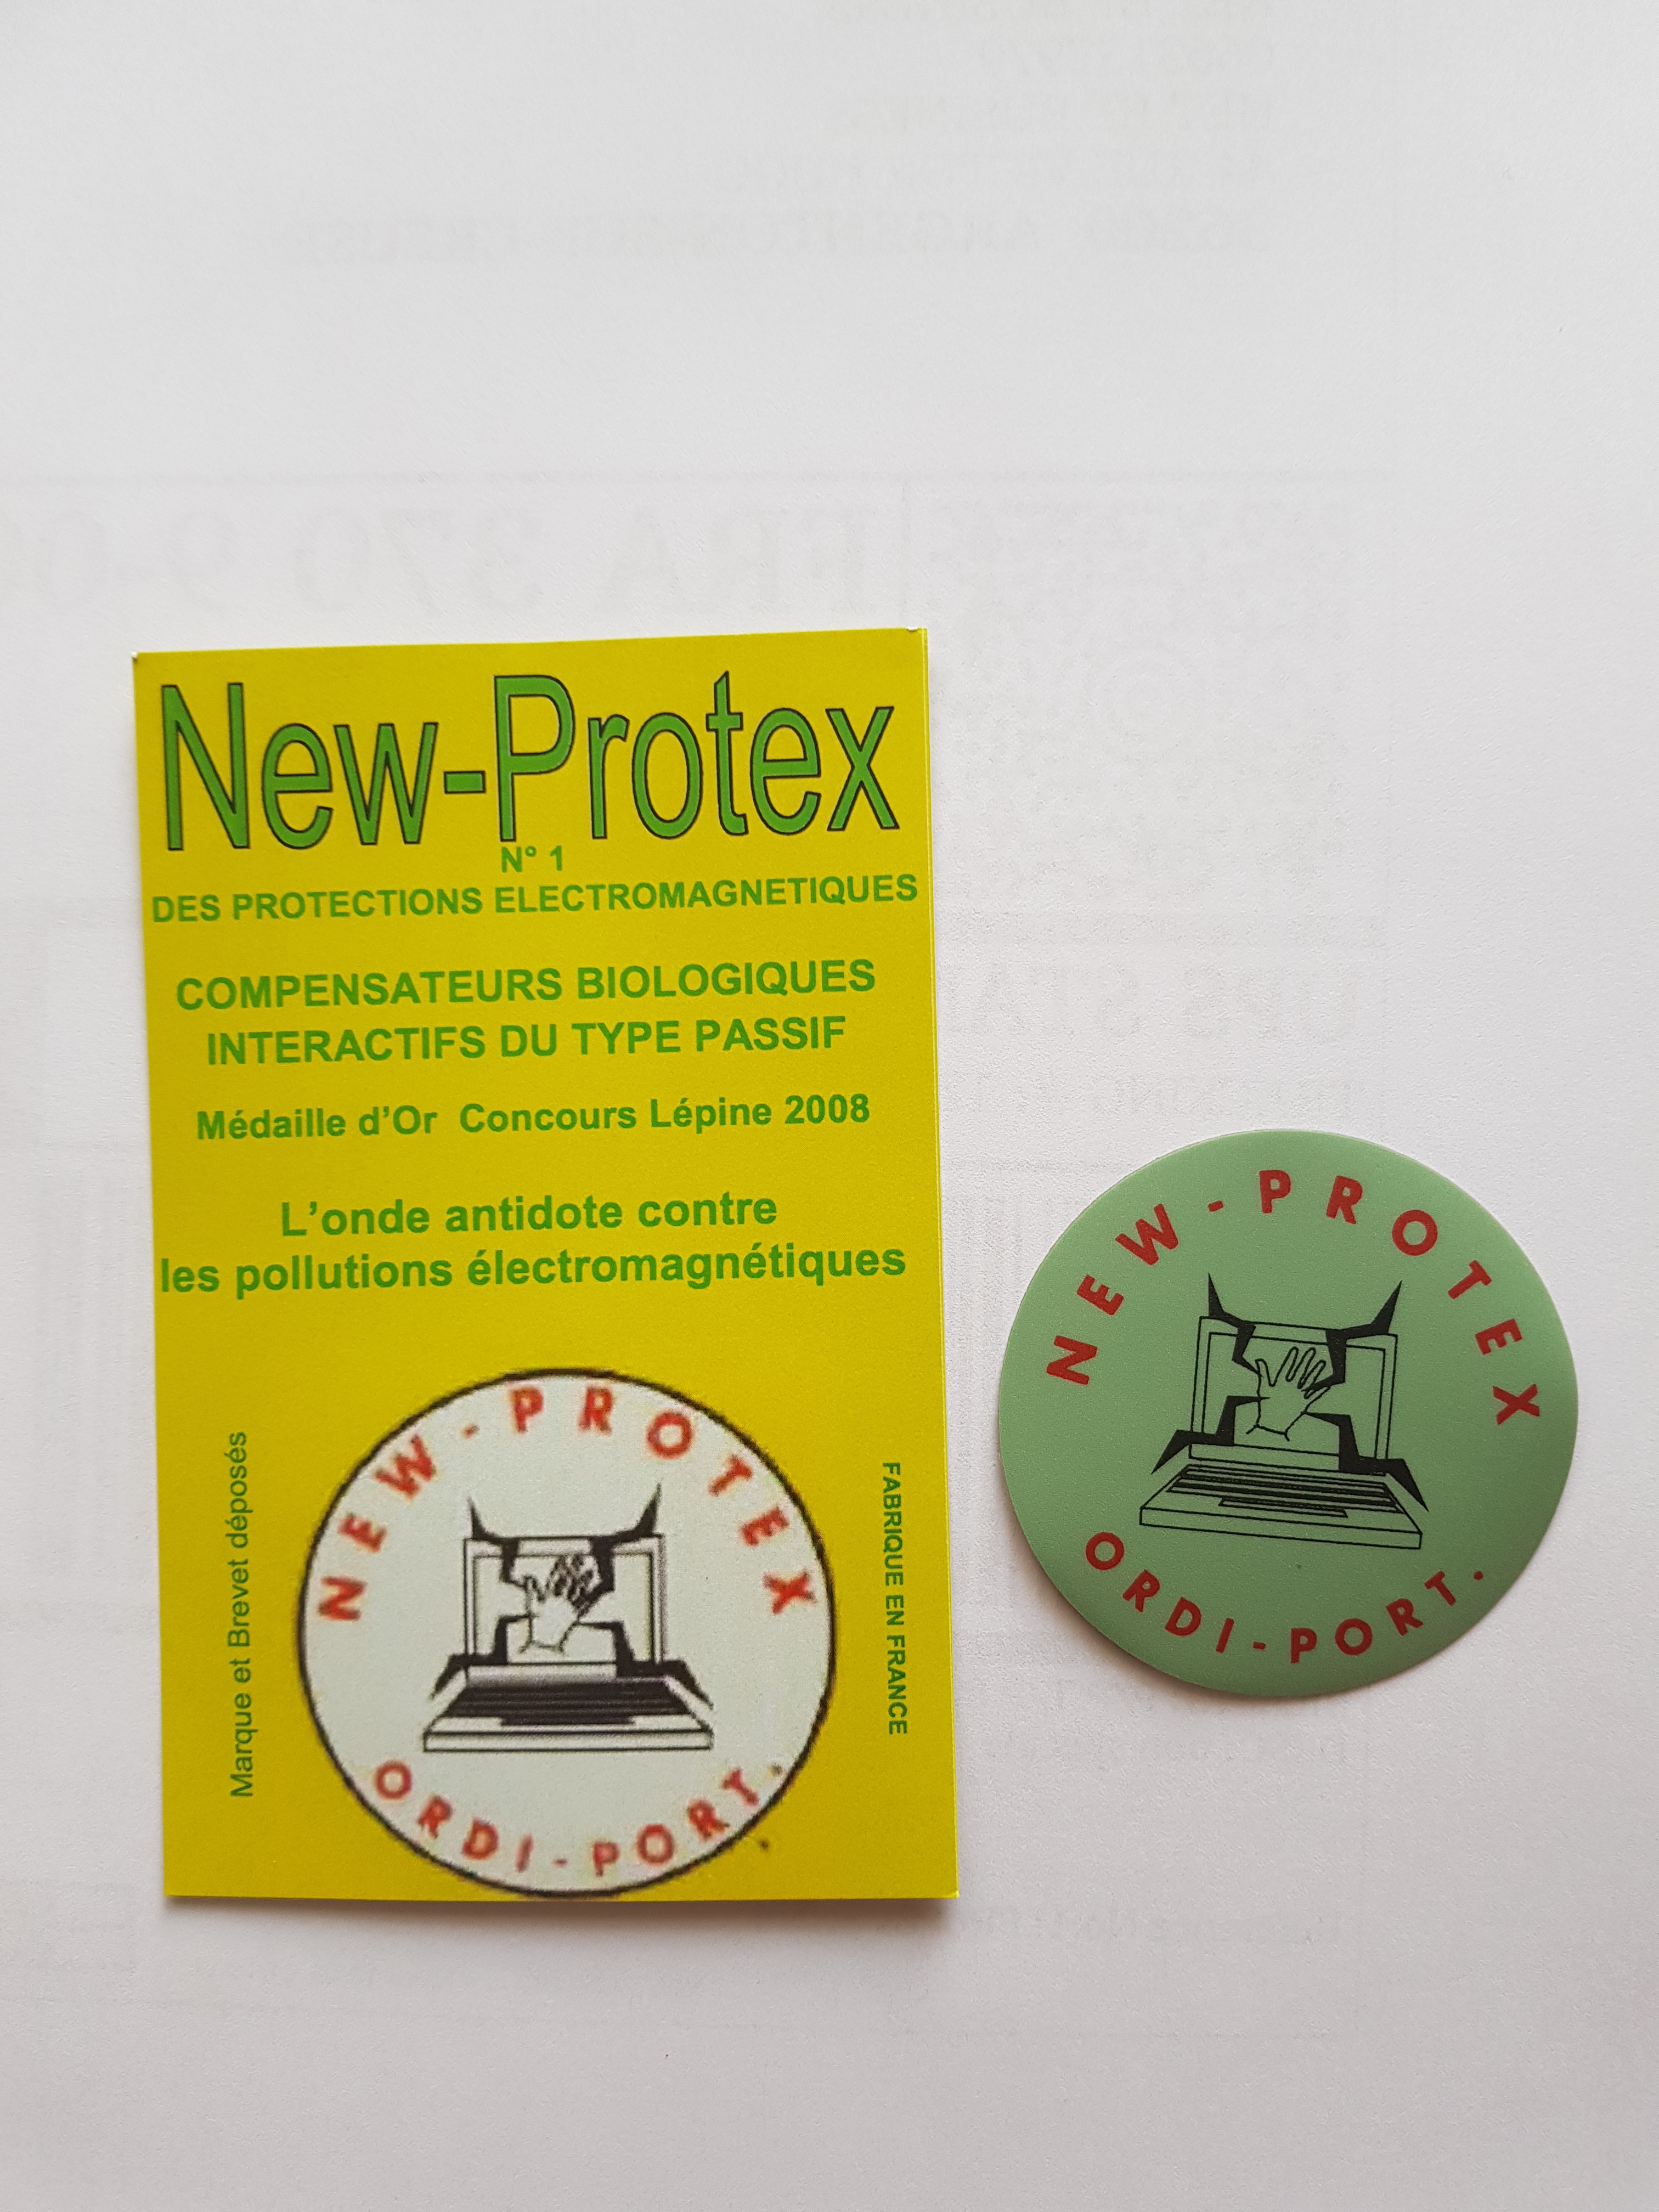 New-Protex
N° 1
DES PROTECTIONS ELECTROMAGNETIQUES
COMPENSATEURS BIOLOGIQUES
INTERACTIFS DU TYPE PASSIF
Médaille d'Or Concours Lépine 2008
L'onde antidote contre
les pollutions électromagnétiques
Marque et Brevet déposés
NEW-PROTEX
ORDI-PORT.
FABRIQUE EN FRANCE
NEW-PROTEX
ORDI-PORT.